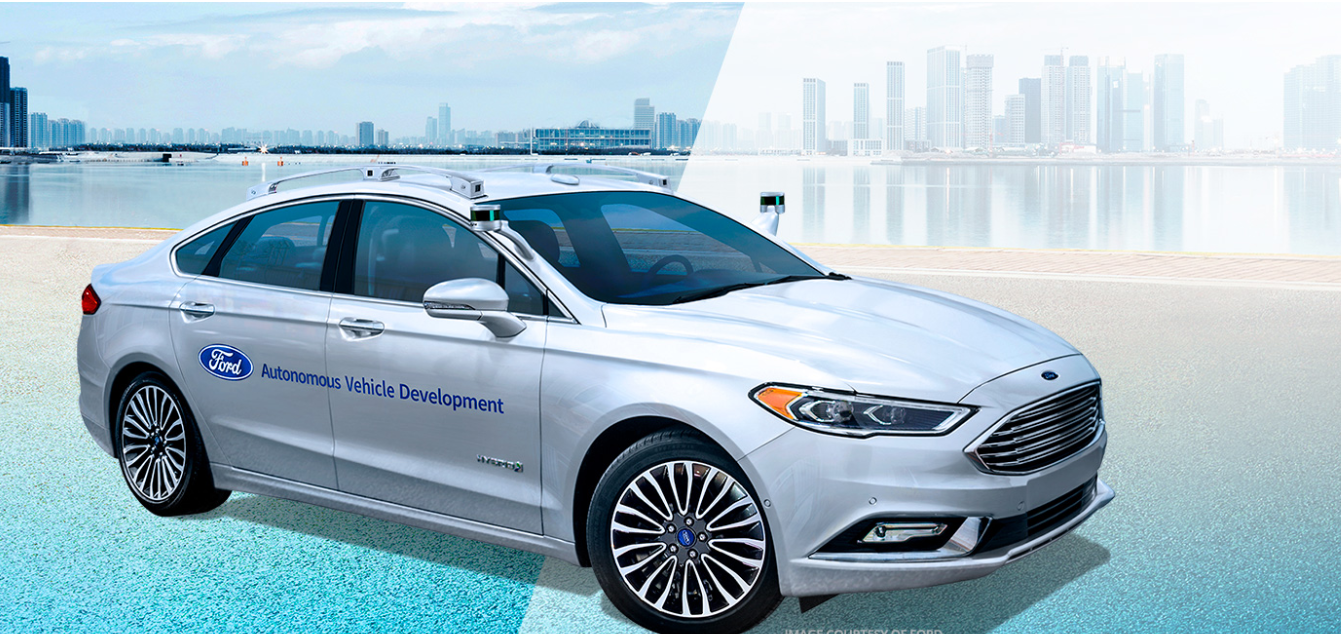 Ford
Autonomous Vehicle Development
HYBRID
IMAGE COURTESY OF FORD